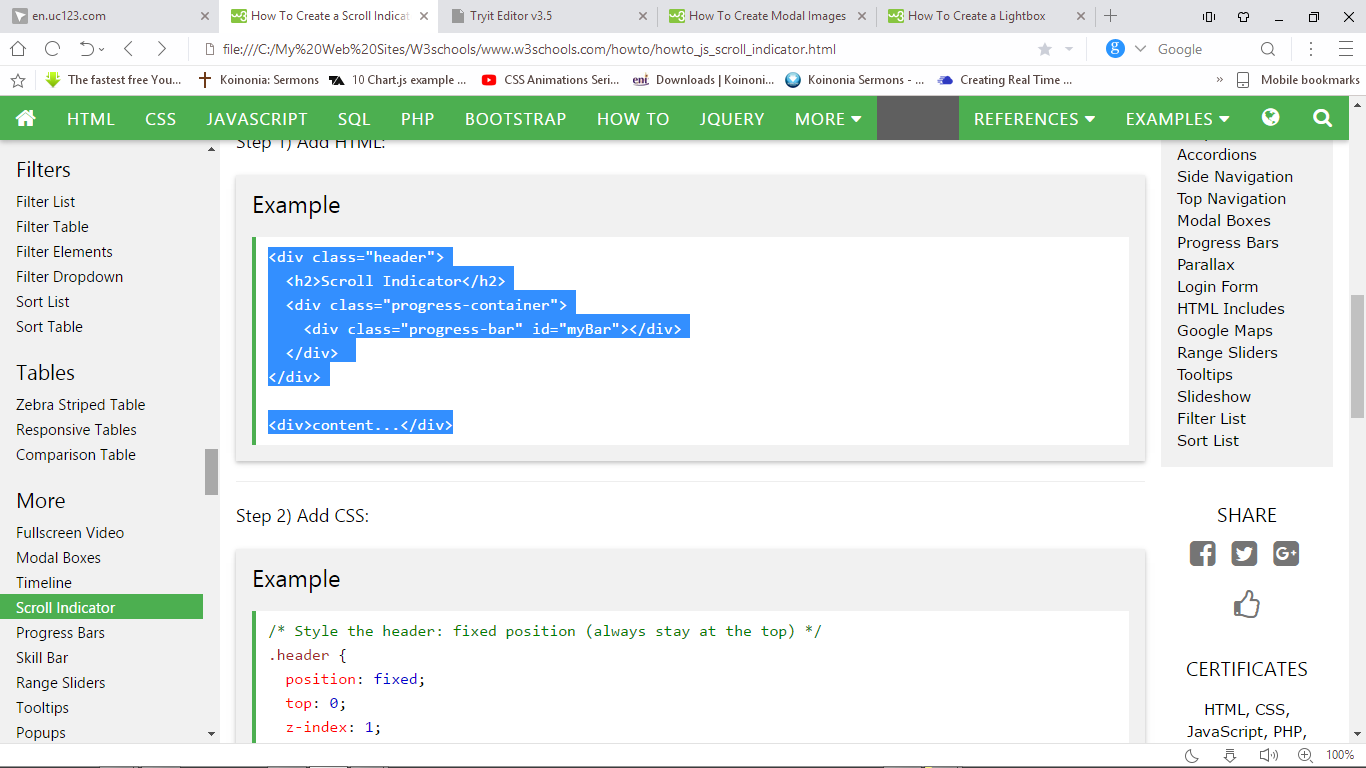 en.uc123.com
How To Create a Scroll Indicat
Tryit Editor v3.5
How To Create Modal Images
How To Create a Lightbox
file:///C:/My%20Web%20Sites/W3schools/www.w3schools.com/howto/howto_js_scroll_indicator.html
Google
The fastest free You...
Koinonia: Sermons
10 Chart.js example ...
CSS Animations Seri...
eni Downloads | Koinoni...
Koinonia Sermons - ...
Creating Real Time ...
» Mobile bookmarks
HTML CSS JAVASCRIPT SQL PHP BOOTSTRAP HOW TO JQUERY MORE REFERENCES EXAMPLES
Filters
Filter List
Filter Table
Filter Elements
Filter Dropdown
Sort List
Sort Table
Tables
Zebra Striped Table
Responsive Tables
Comparison Table
More
Fullscreen Video
Modal Boxes
Timeline
Scroll Indicator
Progress Bars
Skill Bar
Range Sliders
Tooltips
Popups
Step 1) Add HTML:
Example
<div class="header">
  <h2>Scroll Indicator</h2>
  <div class="progress-container">
    <div class="progress-bar" id="myBar"></div>
  </div>
</div>
<div>content...</div>
Step 2) Add CSS:
Example
/* Style the header: fixed position (always stay at the top) */
.header {
  position: fixed;
  top: 0;
  z-index: 1;
Accordions
Side Navigation
Top Navigation
Modal Boxes
Progress Bars
Parallax
Login Form
HTML Includes
Google Maps
Range Sliders
Tooltips
Slideshow
Filter List
Sort List
SHARE
CERTIFICATES
HTML, CSS,
JavaScript, PHP,
100%